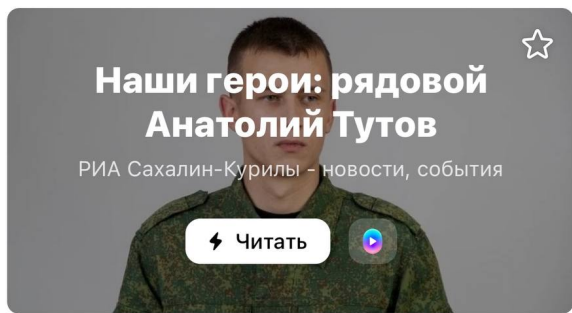 Наши герои: рядовой
Анатолий Тутов
РИА Сахалин-Курилы - новости, события
Читать